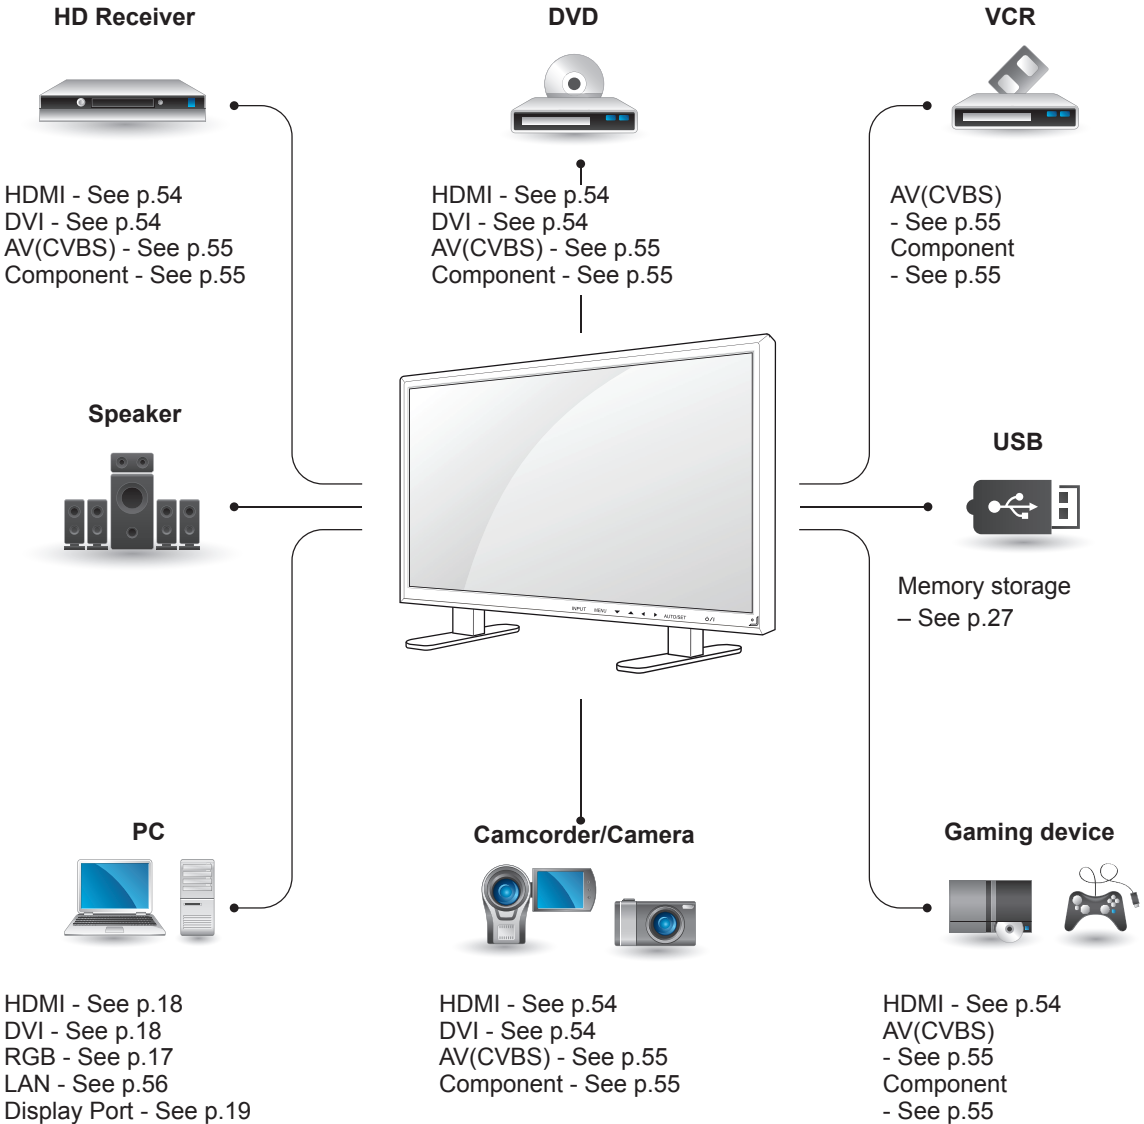 HD Receiver
HDMI - See p.54
DVI - See p.54
AV(CVBS) - See p.55
Component - See p.55
DVD
HDMI - See p.54
DVI - See p.54
AV(CVBS) - See p.55
Component - See p.55
VCR
AV(CVBS)
- See p.55
Component
- See p.55
Speaker
INPUT MENU AUTO/SET
USB
Memory storage
– See p.27
PC
HDMI - See p.18
DVI - See p.18
RGB - See p.17
LAN - See p.56
Display Port - See p.19
Camcorder/Camera
HDMI - See p.54
DVI - See p.54
AV(CVBS) - See p.55
Component - See p.55
Gaming device
HDMI - See p.54
AV(CVBS)
- See p.55
Component
- See p.55